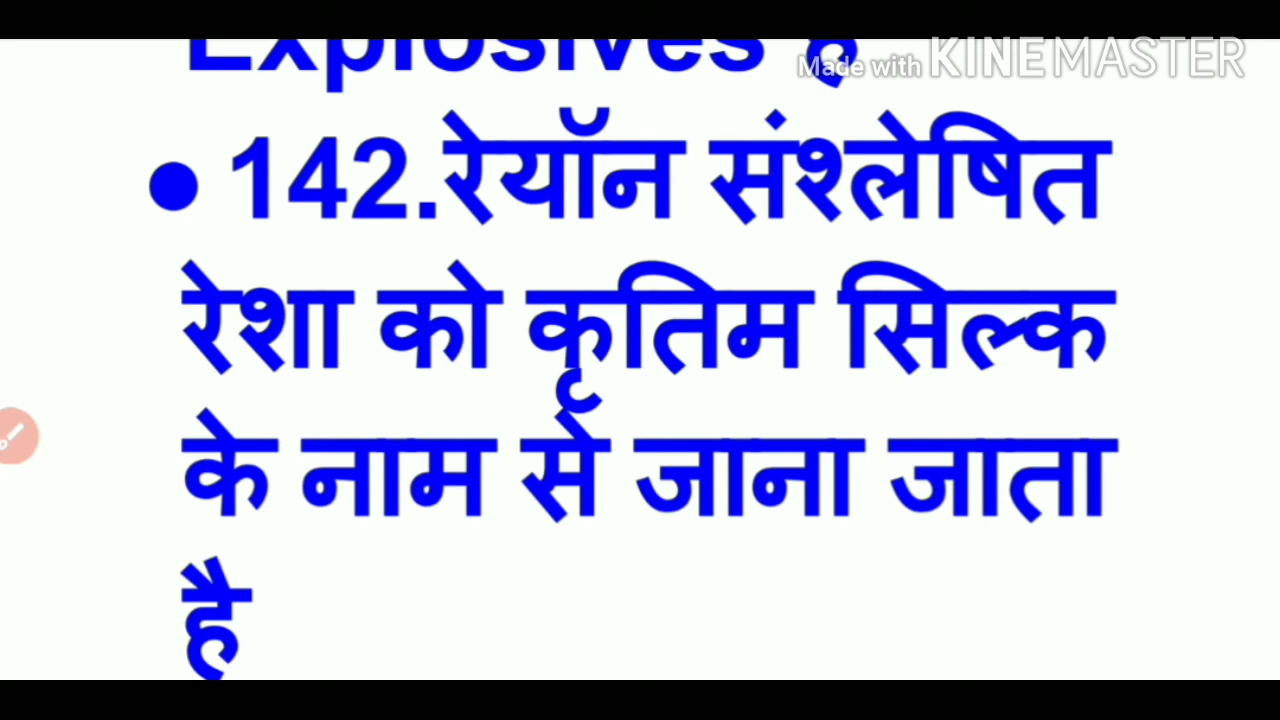 Explosives है
Made with KINEMASTER
• 142.रेयॉन संश्लेषित
रेशा को कृतिम सिल्क
के नाम से जाना जाता
है